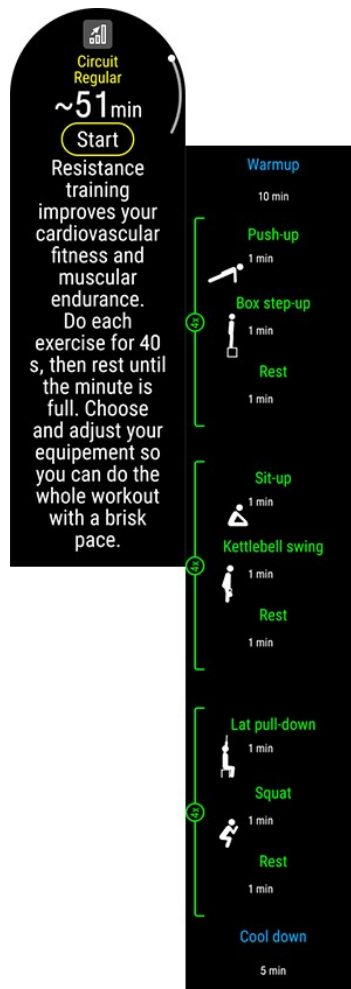 Circuit
Regular
~51min
Start
Resistance
training
improves your
cardiovascular
fitness and
muscular
endurance.
Do each
exercise for 40
s, then rest until
the minute is
full. Choose
and adjust your
equipement so
you can do the
whole workout
with a brisk
pace.
Warmup
10 min
4x
Push-up
1 min
Box step-up
1 min
Rest
1 min
4x
Sit-up
1 min
Kettlebell swing
1 min
Rest
1 min
4x
Lat pull-down
1 min
Squat
1 min
Rest
1 min
Cool down
5 min